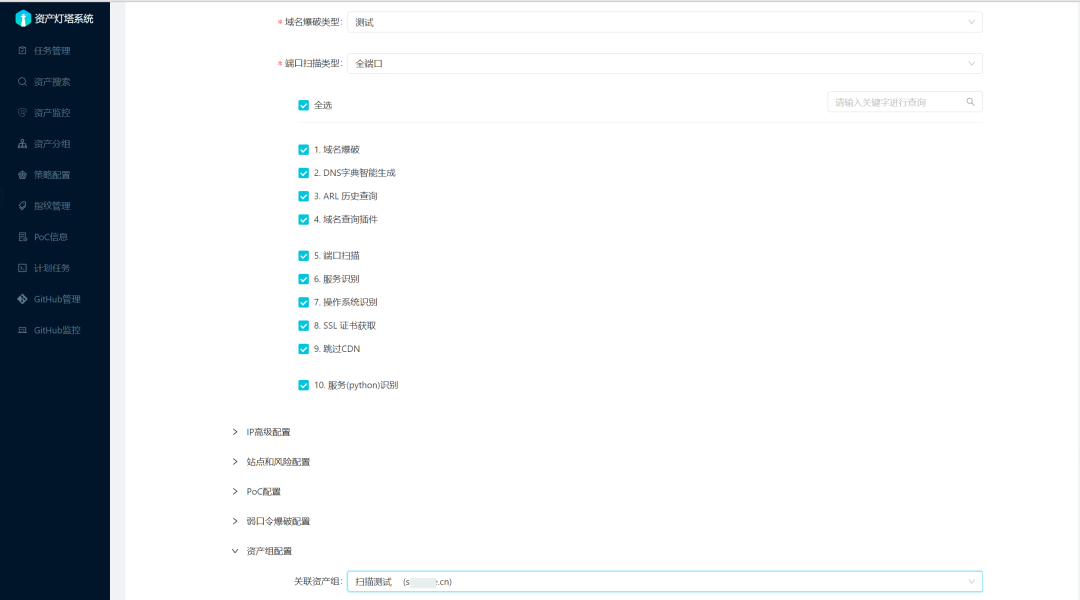 资产灯塔系统
任务管理
资产搜索
资产监控
资产分组
策略配置
指纹管理
PoC信息
计划任务
GitHub管理
GitHub监控
* 域名爆破类型: 测试
* 端口扫描类型: 全端口
全选
请输入关键字进行查询
1. 域名爆破
2. DNS字典智能生成
3. ARL 历史查询
4. 域名查询插件
5. 端口扫描
6. 服务识别
7. 操作系统识别
8. SSL 证书获取
9. 跳过CDN
10. 服务(python)识别
IP高级配置
站点和风险配置
PoC配置
弱口令爆破配置
资产组配置
关联资产组: 扫描测试 (s e.cn)